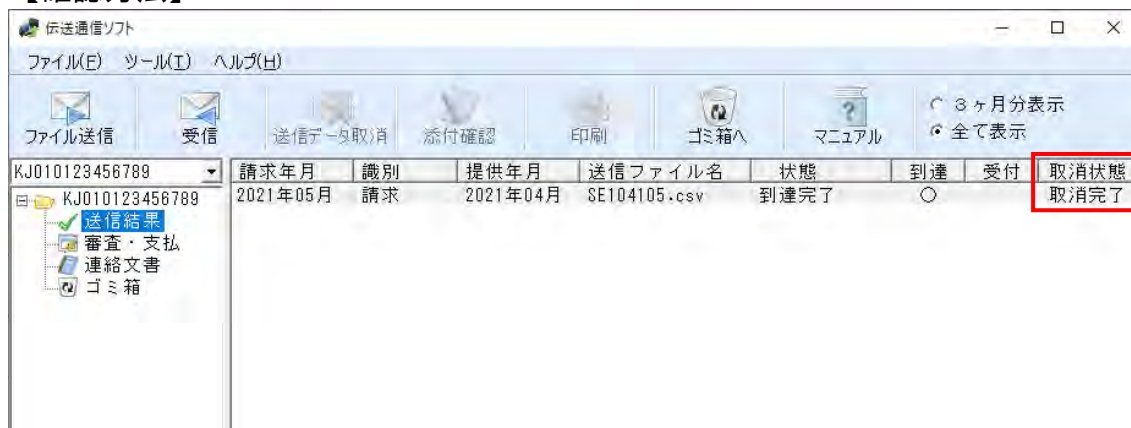 伝送通信ソフト
ファイル(F) ツール(T) ヘルプ(H)
ファイル送信 受信 送信データ取消 添付確認 印刷 ゴミ箱へ マニュアル
3ヶ月分表示
全て表示
KJ010123456789
請求年月 識別 提供年月 送信ファイル名 状態 到達 受付 取消状態
2021年05月 請求 2021年04月 SE104105.csv 到達完了 ○ 取消完了
KJ010123456789
送信結果
審査・支払
連絡文書
ゴミ箱